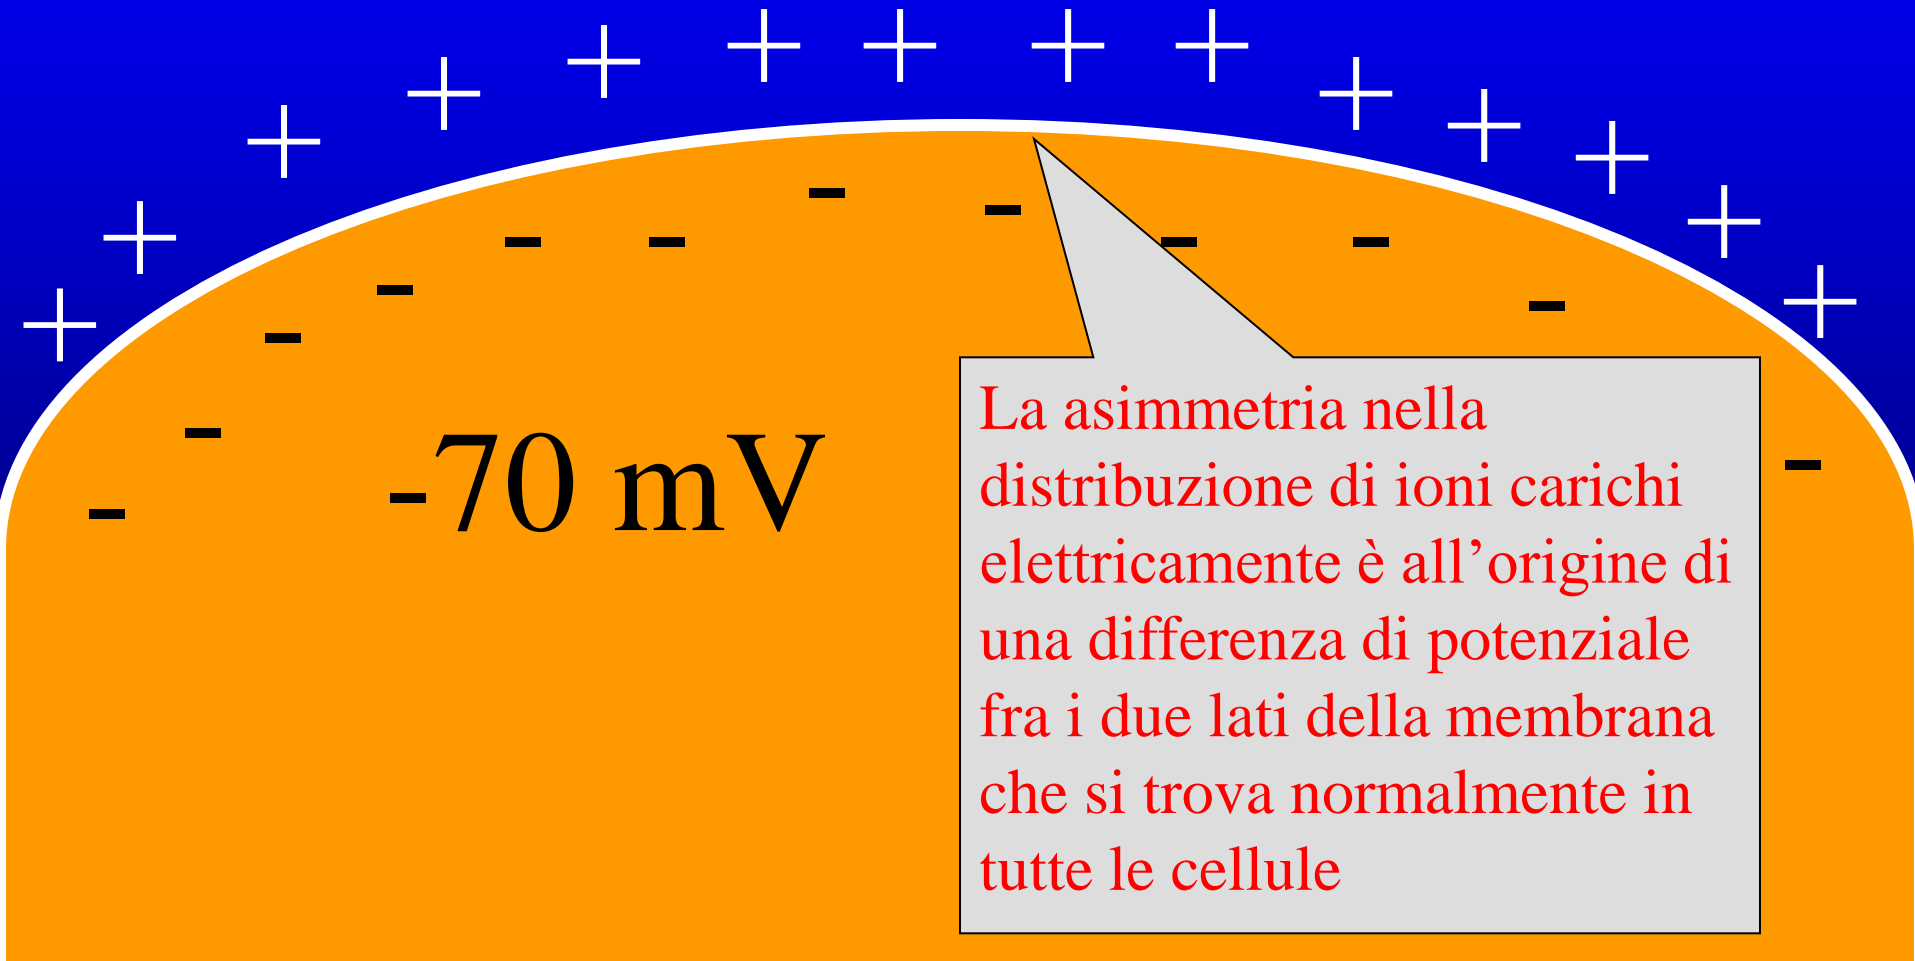 + + + + + + + + + + + + + +
- - - - - - - - - - - - -
-70 mV
La asimmetria nella
distribuzione di ioni carichi
elettricamente è all’origine di
una differenza di potenziale
fra i due lati della membrana
che si trova normalmente in
tutte le cellule